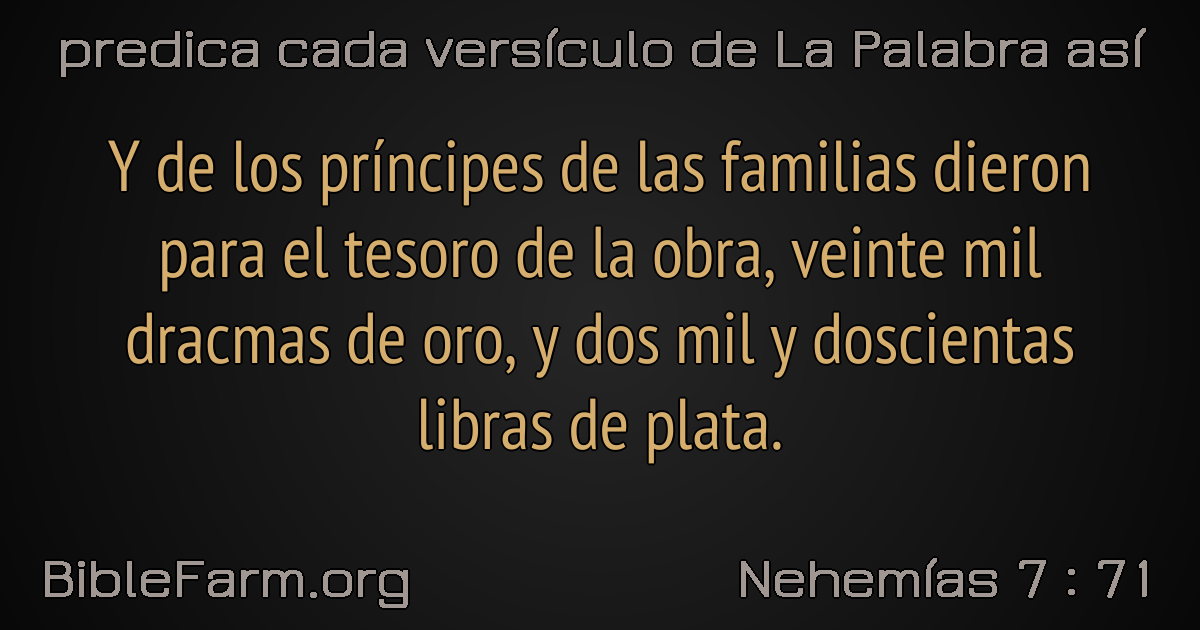 predica cada versículo de La Palabra así
Y de los príncipes de las familias dieron
para el tesoro de la obra, veinte mil
dracmas de oro, y dos mil y doscientas
libras de plata.
BibleFarm.org
Nehemías 7 : 71